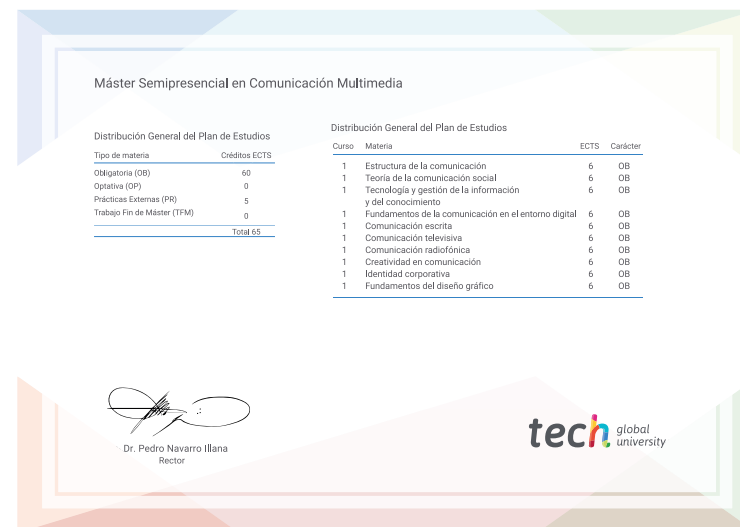 Máster Semipresencial en Comunicación Multimedia
Distribución General del Plan de Estudios
Tipo de materia Créditos ECTS
Obligatoria (OB) 60
Optativa (OP) 0
Prácticas Externas (PR) 5
Trabajo Fin de Máster (TFM) 0
Total 65
Distribución General del Plan de Estudios
Curso Materia ECTS Carácter
1 Estructura de la comunicación 6 OB
1 Teoría de la comunicación social 6 OB
1 Tecnología y gestión de la información 6 OB
y del conocimiento
1 Fundamentos de la comunicación en el entorno digital 6 OB
1 Comunicación escrita 6 OB
1 Comunicación televisiva 6 OB
1 Comunicación radiofónica 6 OB
1 Creatividad en comunicación 6 OB
1 Identidad corporativa 6 OB
1 Fundamentos del diseño gráfico 6 OB
Dr. Pedro Navarro Illana
Rector
tech global
university